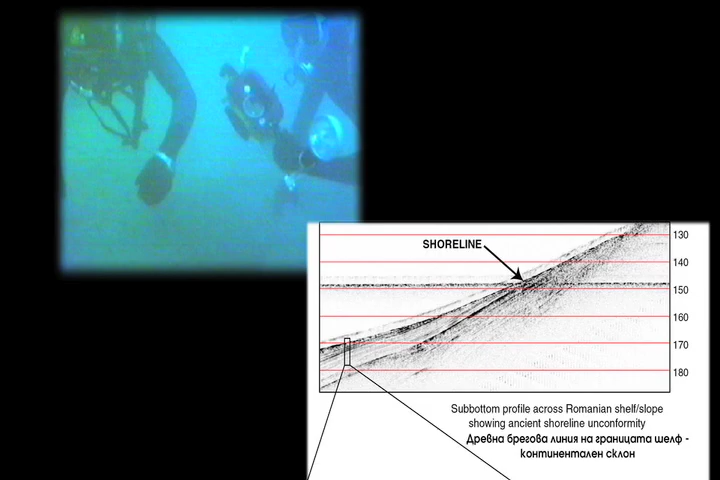 SHORELINE
130
140
150
160
170
180
Subbottom profile across Romanian shelf/slope
showing ancient shoreline unconformity
Древна брегова линия на границата шелф -
континентален склон